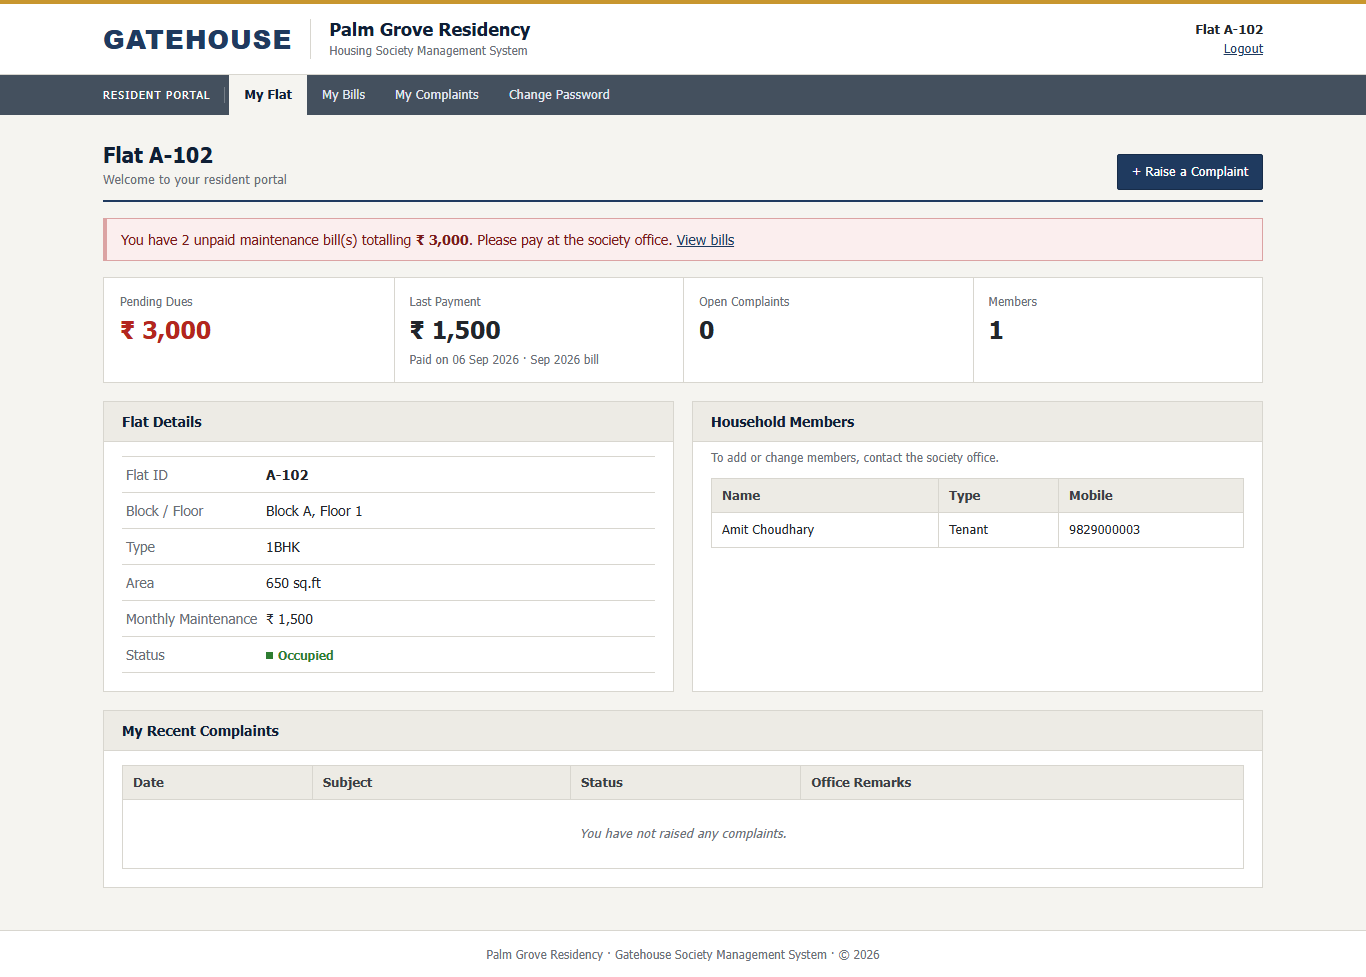 GATEHOUSE
Palm Grove Residency
Housing Society Management System
Flat A-102
Logout
RESIDENT PORTAL
My Flat
My Bills
My Complaints
Change Password
Flat A-102
Welcome to your resident portal
+ Raise a Complaint
You have 2 unpaid maintenance bill(s) totalling ₹ 3,000. Please pay at the society office. View bills
Pending Dues
₹ 3,000
Last Payment
₹ 1,500
Paid on 06 Sep 2026 · Sep 2026 bill
Open Complaints
0
Members
1
Flat Details
Flat ID A-102
Block / Floor Block A, Floor 1
Type 1BHK
Area 650 sq.ft
Monthly Maintenance ₹ 1,500
Status Occupied
Household Members
To add or change members, contact the society office.
Name Type Mobile
Amit Choudhary Tenant 9829000003
My Recent Complaints
Date Subject Status Office Remarks
You have not raised any complaints.
Palm Grove Residency · Gatehouse Society Management System · © 2026